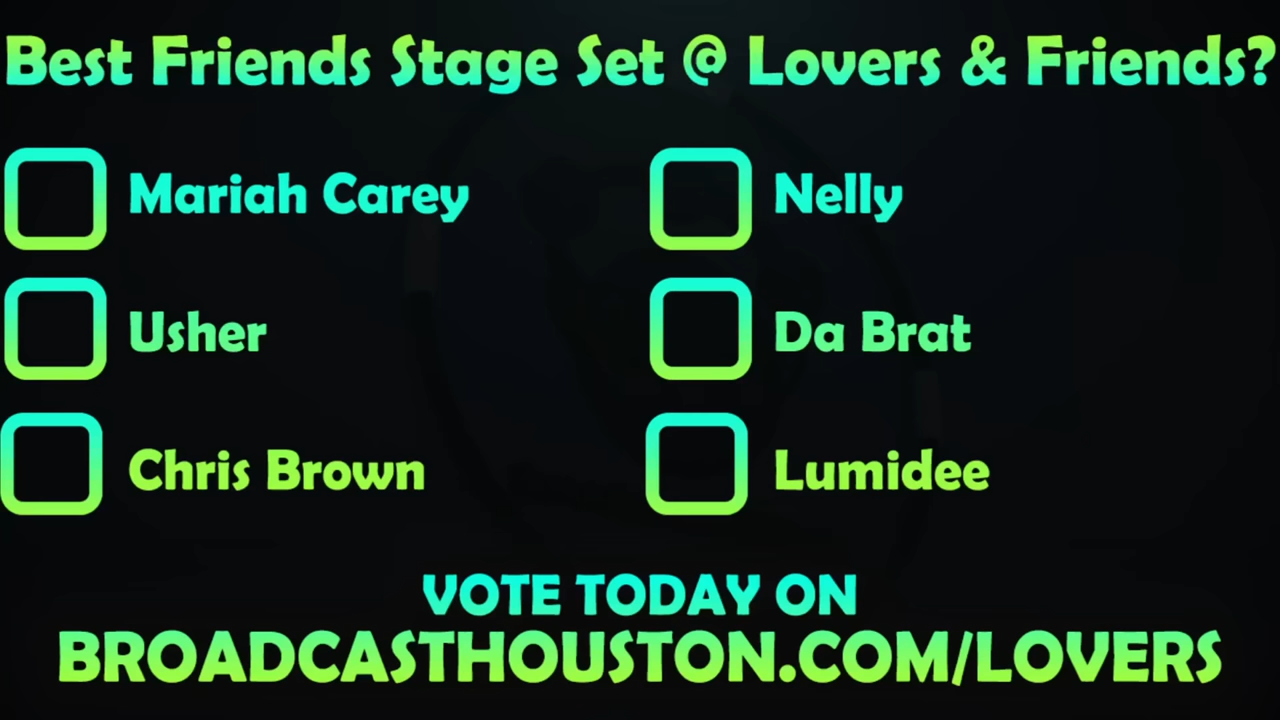 Best Friends Stage Set @ Lovers & Friends?
Mariah Carey
Nelly
Usher
Da Brat
Chris Brown
Lumidee
VOTE TODAY ON
BROADCASTHOUSTON.COM/LOVERS